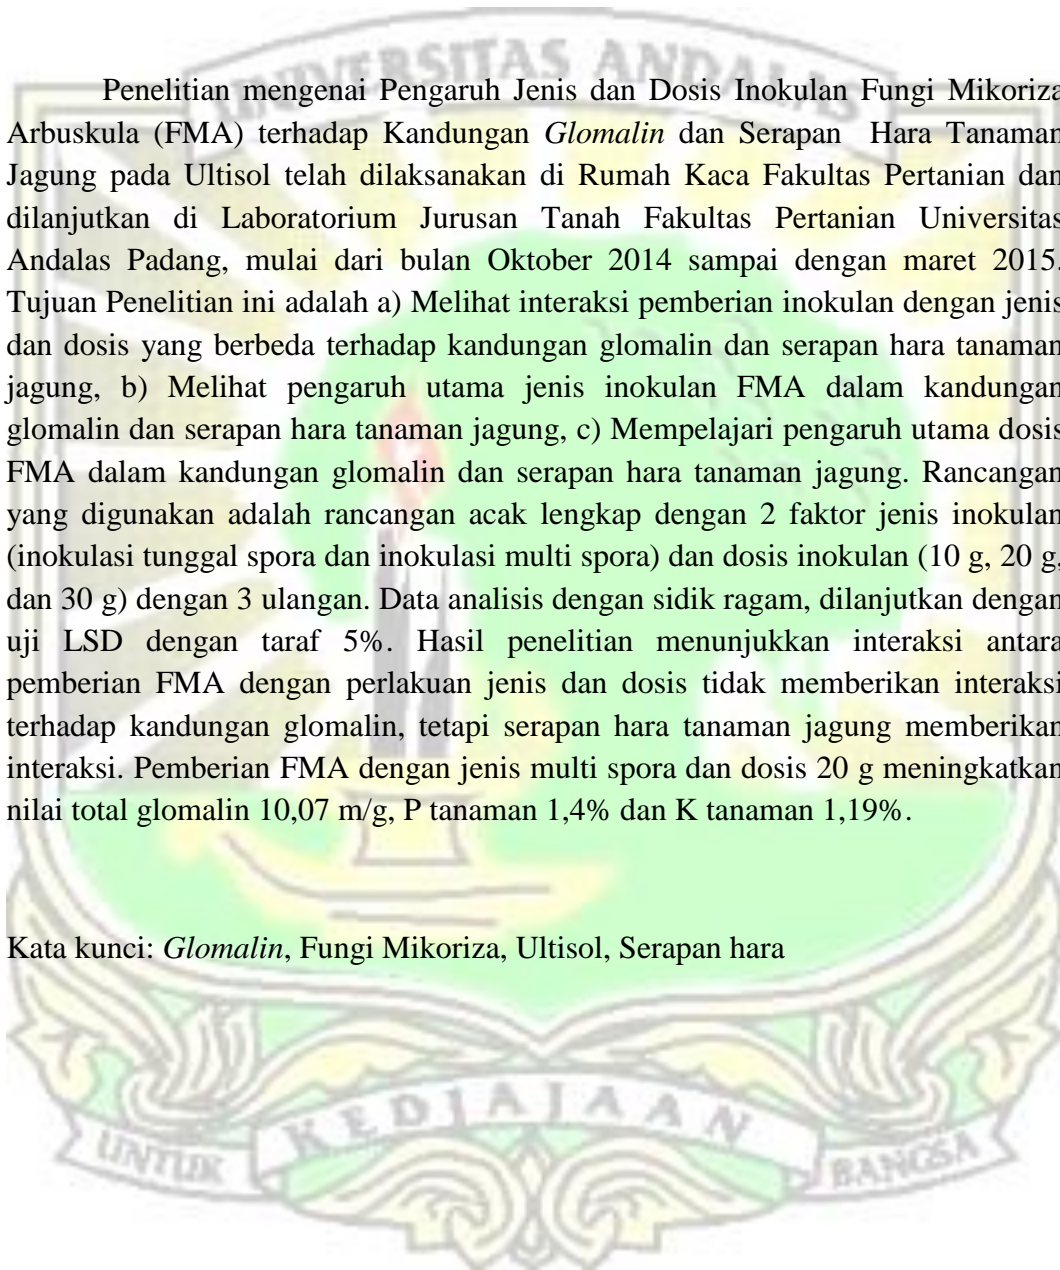 UNIVERSITAS ANDALAS
Penelitian mengenai Pengaruh Jenis dan Dosis Inokulan Fungi Mikoriza
Arbuskula (FMA) terhadap Kandungan Glomalin dan Serapan Hara Tanaman
Jagung pada Ultisol telah dilaksanakan di Rumah Kaca Fakultas Pertanian dan
dilanjutkan di Laboratorium Jurusan Tanah Fakultas Pertanian Universitas
Andalas Padang, mulai dari bulan Oktober 2014 sampai dengan maret 2015.
Tujuan Penelitian ini adalah a) Melihat interaksi pemberian inokulan dengan jenis
dan dosis yang berbeda terhadap kandungan glomalin dan serapan hara tanaman
jagung, b) Melihat pengaruh utama jenis inokulan FMA dalam kandungan
glomalin dan serapan hara tanaman jagung, c) Mempelajari pengaruh utama dosis
FMA dalam kandungan glomalin dan serapan hara tanaman jagung. Rancangan
yang digunakan adalah rancangan acak lengkap dengan 2 faktor jenis inokulan
(inokulasi tunggal spora dan inokulasi multi spora) dan dosis inokulan (10 g, 20 g,
dan 30 g) dengan 3 ulangan. Data analisis dengan sidik ragam, dilanjutkan dengan
uji LSD dengan taraf 5%. Hasil penelitian menunjukkan interaksi antara
pemberian FMA dengan perlakuan jenis dan dosis tidak memberikan interaksi
terhadap kandungan glomalin, tetapi serapan hara tanaman jagung memberikan
interaksi. Pemberian FMA dengan jenis multi spora dan dosis 20 g meningkatkan
nilai total glomalin 10,07 m/g, P tanaman 1,4% dan K tanaman 1,19%.
Kata kunci: Glomalin, Fungi Mikoriza, Ultisol, Serapan hara
UNTUK KEDJAJAAN BANGSA